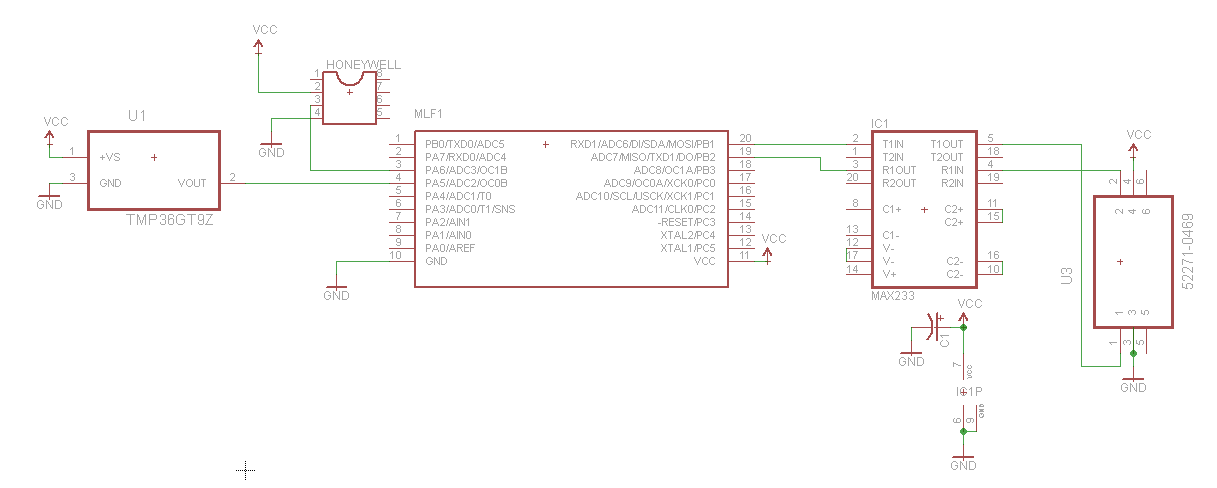 VCC
HONEYWELL
1 8
2 7
3 6
4 5
GND
U1
VCC
1 +VS
3 GND VOUT 2
GND
TMP36GT9Z
MLF1
1 PB0/TXD0/ADC5 RXD1/ADC6/DI/SDA/MOSI/PB1 20
2 PA7/RXD0/ADC4 ADC7/MISO/TXD1/DO/PB2 19
3 PA6/ADC3/OC1B ADC8/OC1A/PB3 18
4 PA5/ADC2/OC0B ADC9/OC0A/XCK0/PC0 17
5 PA4/ADC1/T0 ADC10/SCL/USCK/XCK1/PC1 16
6 PA3/ADC0/T1/SNS ADC11/CLK0/PC2 15
7 PA2/AIN1 -RESET/PC3 14
8 PA1/AIN0 XTAL2/PC4 13
9 PA0/AREF XTAL1/PC5 12
10 GND VCC 11
GND
VCC
IC1
2 T1IN T1OUT 5
1 T2IN T2OUT 18
3 R1OUT R1IN 4
20 R2OUT R2IN 19
8 C1+ C2+ 11
C2+ 15
13 C1-
12 V-
17 V- C2- 16
14 V+ C2- 10
MAX233
VCC
2 4 6
2 4 6
U3
52271-0469
1 3 5
1 3 5
GND
VCC
C1
GND
7 VCC
IC1P
6 9 GND
GND